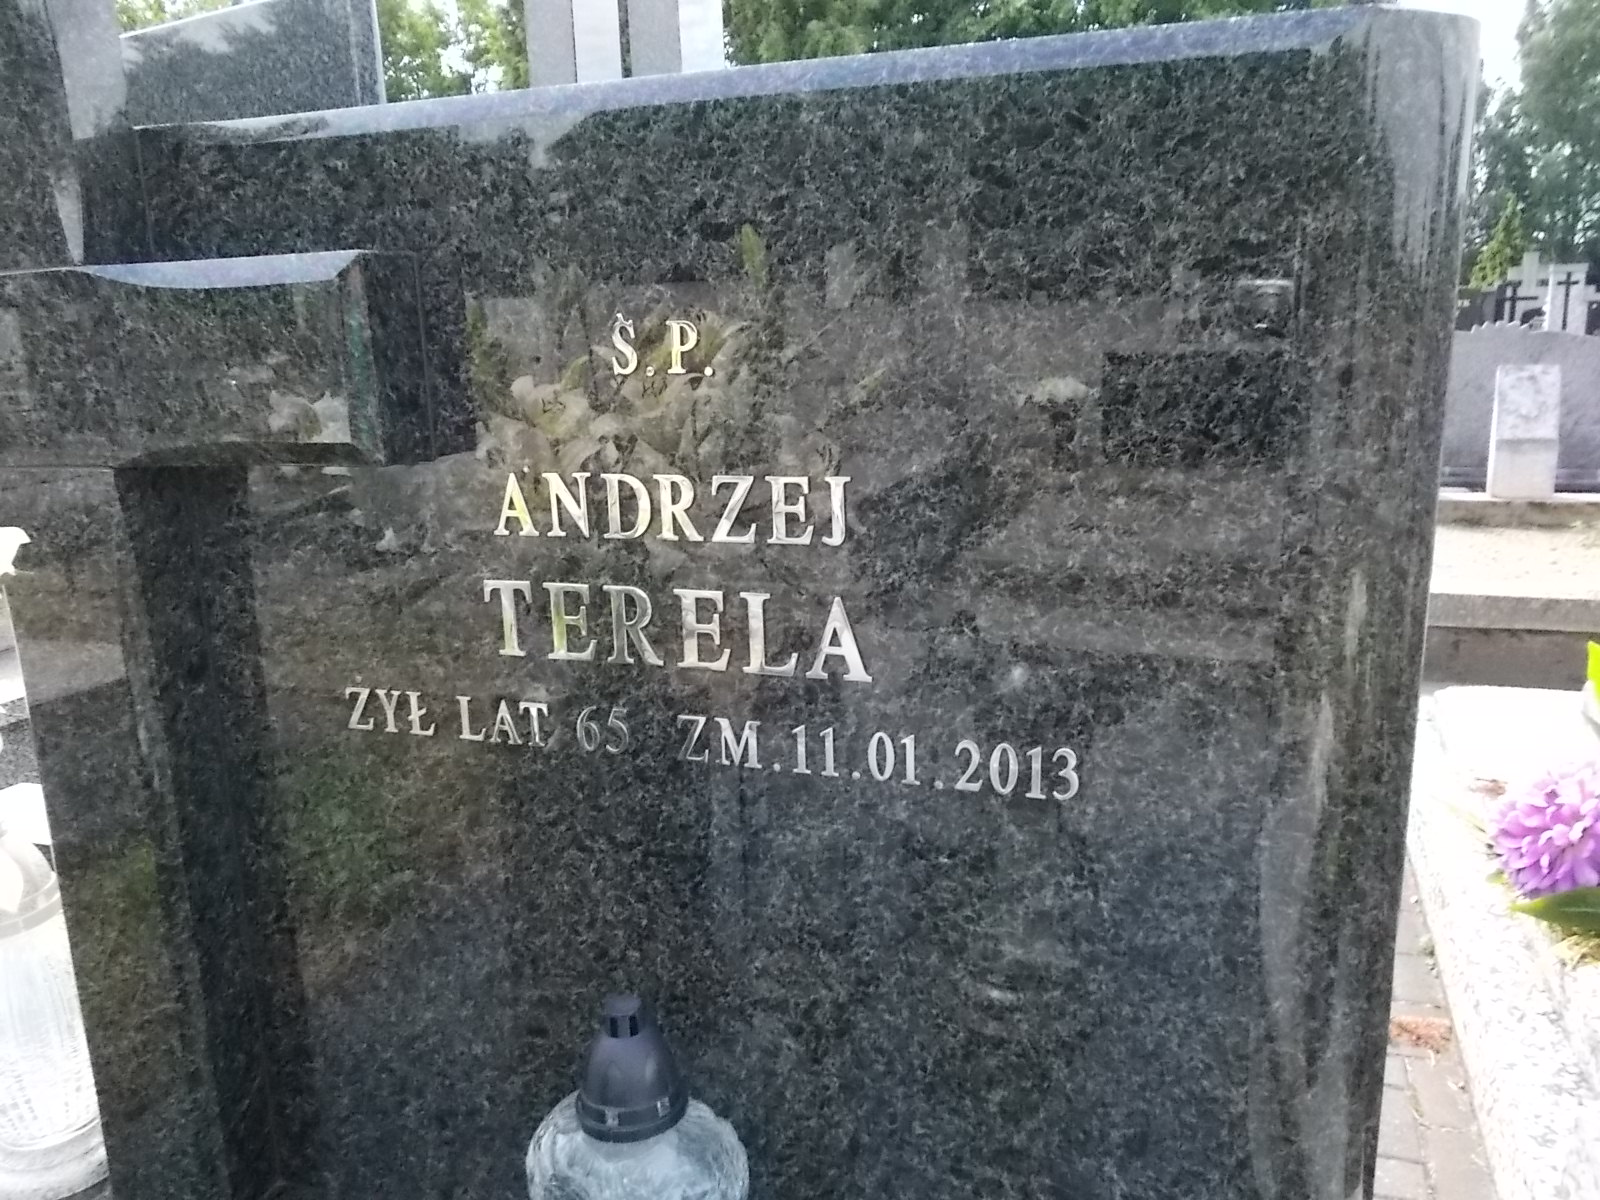 Ś.P.
ANDRZEJ
TERELA
ŻYŁ LAT 65 ZM.11.01.2013